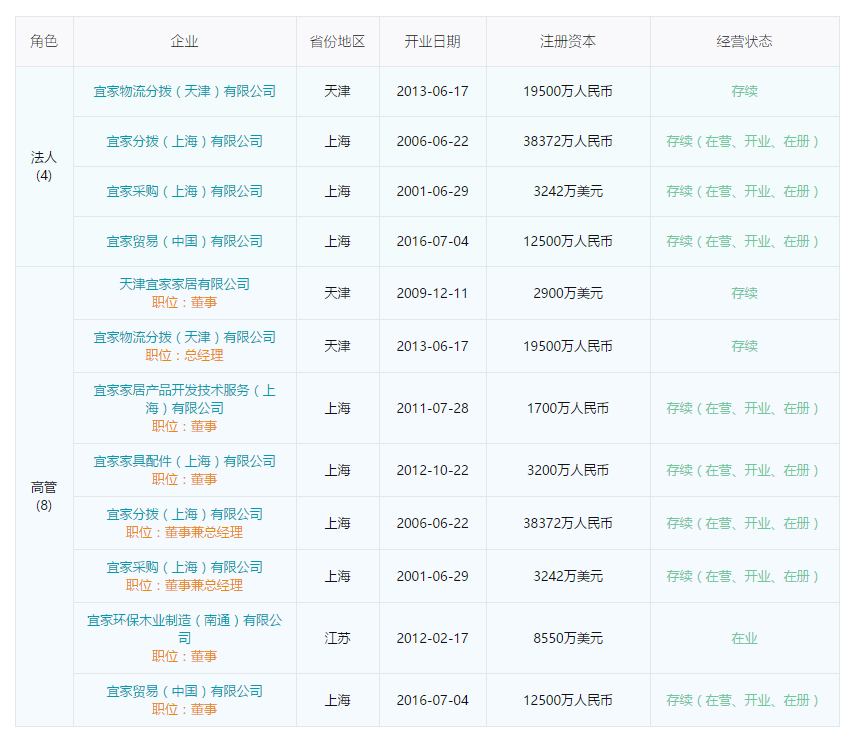 角色 企业 省份地区 开业日期 注册资本 经营状态
法人
(4)
宜家物流分拨（天津）有限公司 天津 2013-06-17 19500万人民币 存续
宜家分拨（上海）有限公司 上海 2006-06-22 38372万人民币 存续（在营、开业、在册）
宜家采购（上海）有限公司 上海 2001-06-29 3242万美元 存续（在营、开业、在册）
宜家贸易（中国）有限公司 上海 2016-07-04 12500万人民币 存续（在营、开业、在册）
高管
(8)
天津宜家家居有限公司
职位：董事
天津 2009-12-11 2900万美元 存续
宜家物流分拨（天津）有限公司
职位：总经理
天津 2013-06-17 19500万人民币 存续
宜家家居产品开发技术服务（上
海）有限公司
职位：董事
上海 2011-07-28 1700万人民币 存续（在营、开业、在册）
宜家家具配件（上海）有限公司
职位：董事
上海 2012-10-22 3200万人民币 存续（在营、开业、在册）
宜家分拨（上海）有限公司
职位：董事兼总经理
上海 2006-06-22 38372万人民币 存续（在营、开业、在册）
宜家采购（上海）有限公司
职位：董事兼总经理
上海 2001-06-29 3242万美元 存续（在营、开业、在册）
宜家环保木业制造（南通）有限公
司
职位：董事
江苏 2012-02-17 8550万美元 在业
宜家贸易（中国）有限公司
职位：董事
上海 2016-07-04 12500万人民币 存续（在营、开业、在册）